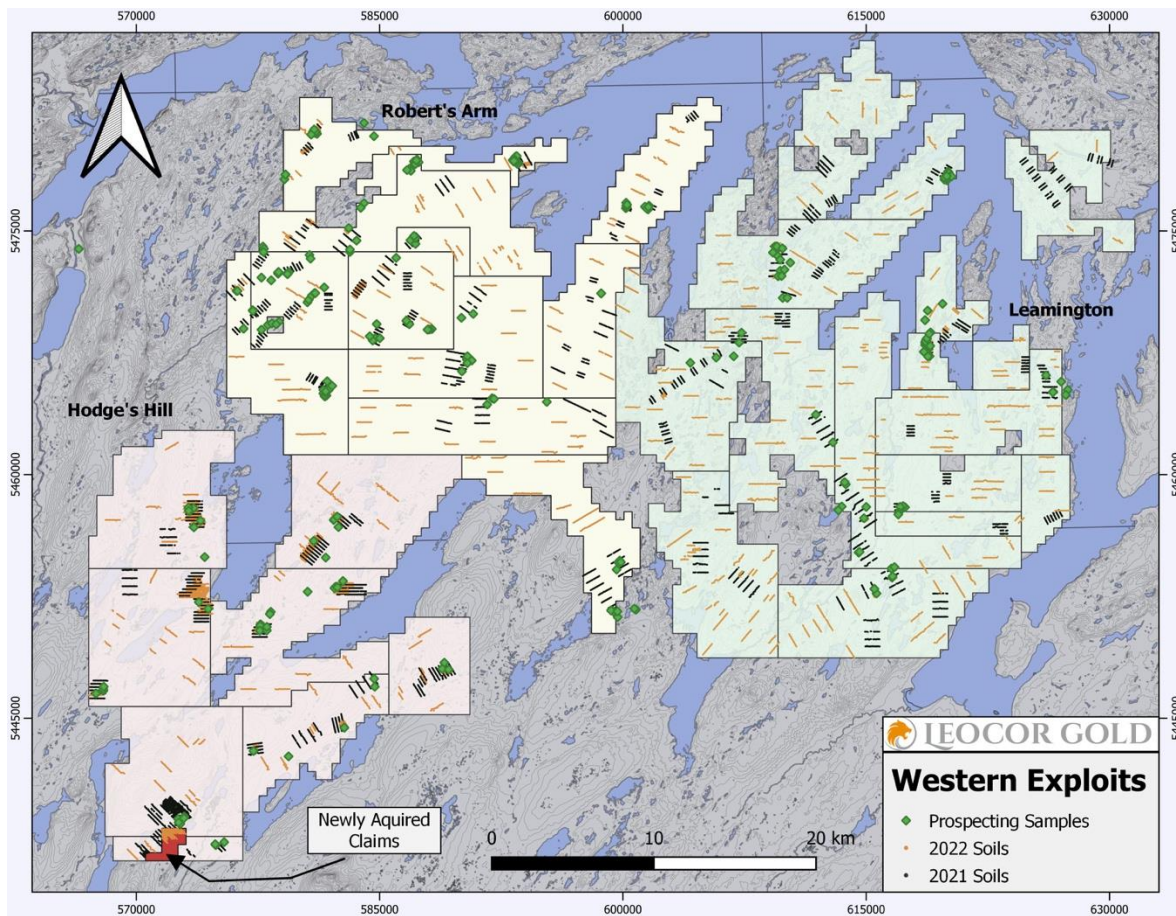 570000 585000 600000 615000 630000
Robert's Arm
5475000 5475000
Leamington
Hodge's Hill
5460000 5460000
5445000 5445000
LEOCOR GOLD
Western Exploits
Newly Aquired
Claims
Prospecting Samples
0 10 20 km
2022 Soils
2021 Soils
570000 585000 600000 615000 630000